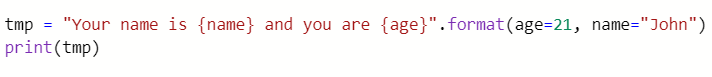 tmp = "Your name is {name} and you are {age}".format(age=21, name="John")
print(tmp)